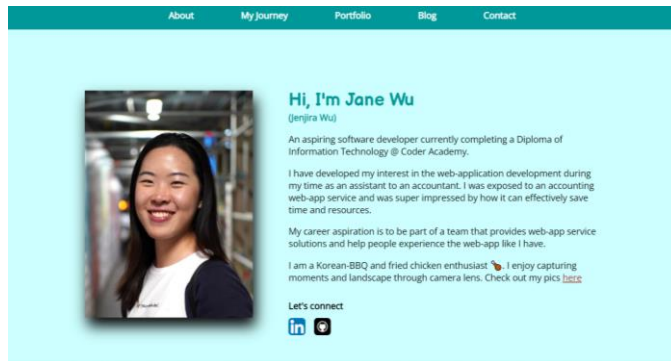 About My Journey Portfolio Blog Contact
Hi, I'm Jane Wu
(Jenjira Wu)
An aspiring software developer currently completing a Diploma of
Information Technology @ Coder Academy.
I have developed my interest in the web-application development during
my time as an assistant to an accountant. I was exposed to an accounting
web-app service and was super impressed by how it can effectively save
time and resources.
My career aspiration is to be part of a team that provides web-app service
solutions and help people experience the web-app like I have.
I am a Korean-BBQ and fried chicken enthusiast 🍗. I enjoy capturing
moments and landscape through camera lens. Check out my pics here
Let's connect
in